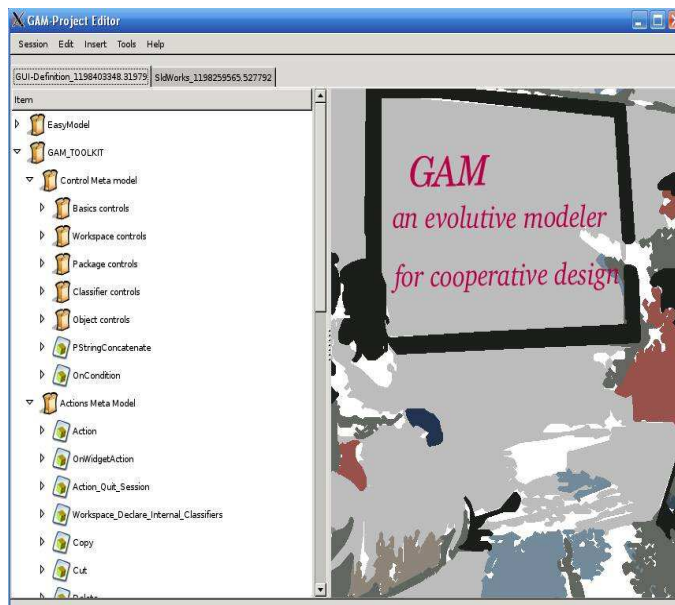 GAM-Project Editor
Session Edit Insert Tools Help
GUI-Definition_1198403348.31979 SldWorks_1198259565.527792
Item
EasyModel
GAM_TOOLKIT
Control Meta model
Basics controls
Workspace controls
Package controls
Classifier controls
Object controls
PStringConcatenate
OnCondition
Actions Meta Model
Action
OnWidgetAction
Action_Quit_Session
Workspace_Declare_Internal_Classifiers
Copy
Cut
Delete
GAM
an evolutive modeler
for cooperative design